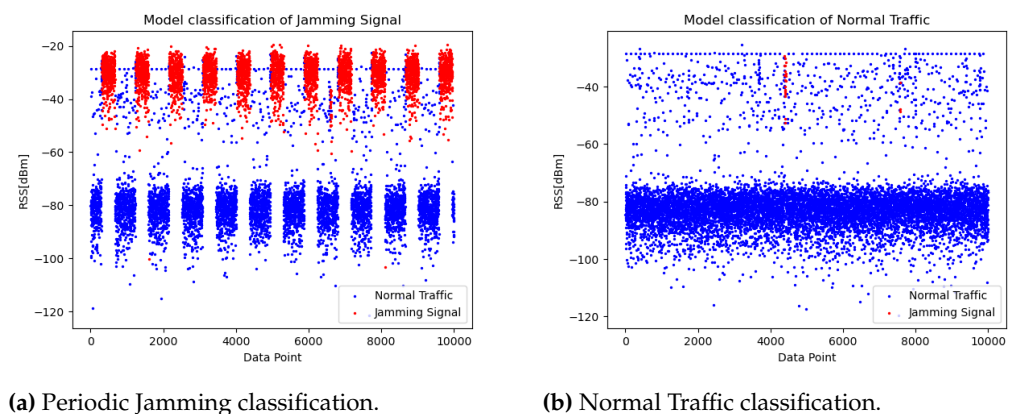 Model classification of Jamming Signal
−20
−40
−60
−80
−100
−120
RSS[dBm]
0
2000
4000
6000
8000
10000
Data Point
Normal Traffic
Jamming Signal
(a) Periodic Jamming classification.
Model classification of Normal Traffic
−40
−60
−80
−100
−120
RSS[dBm]
0
2000
4000
6000
8000
10000
Data Point
Normal Traffic
Jamming Signal
(b) Normal Traffic classification.